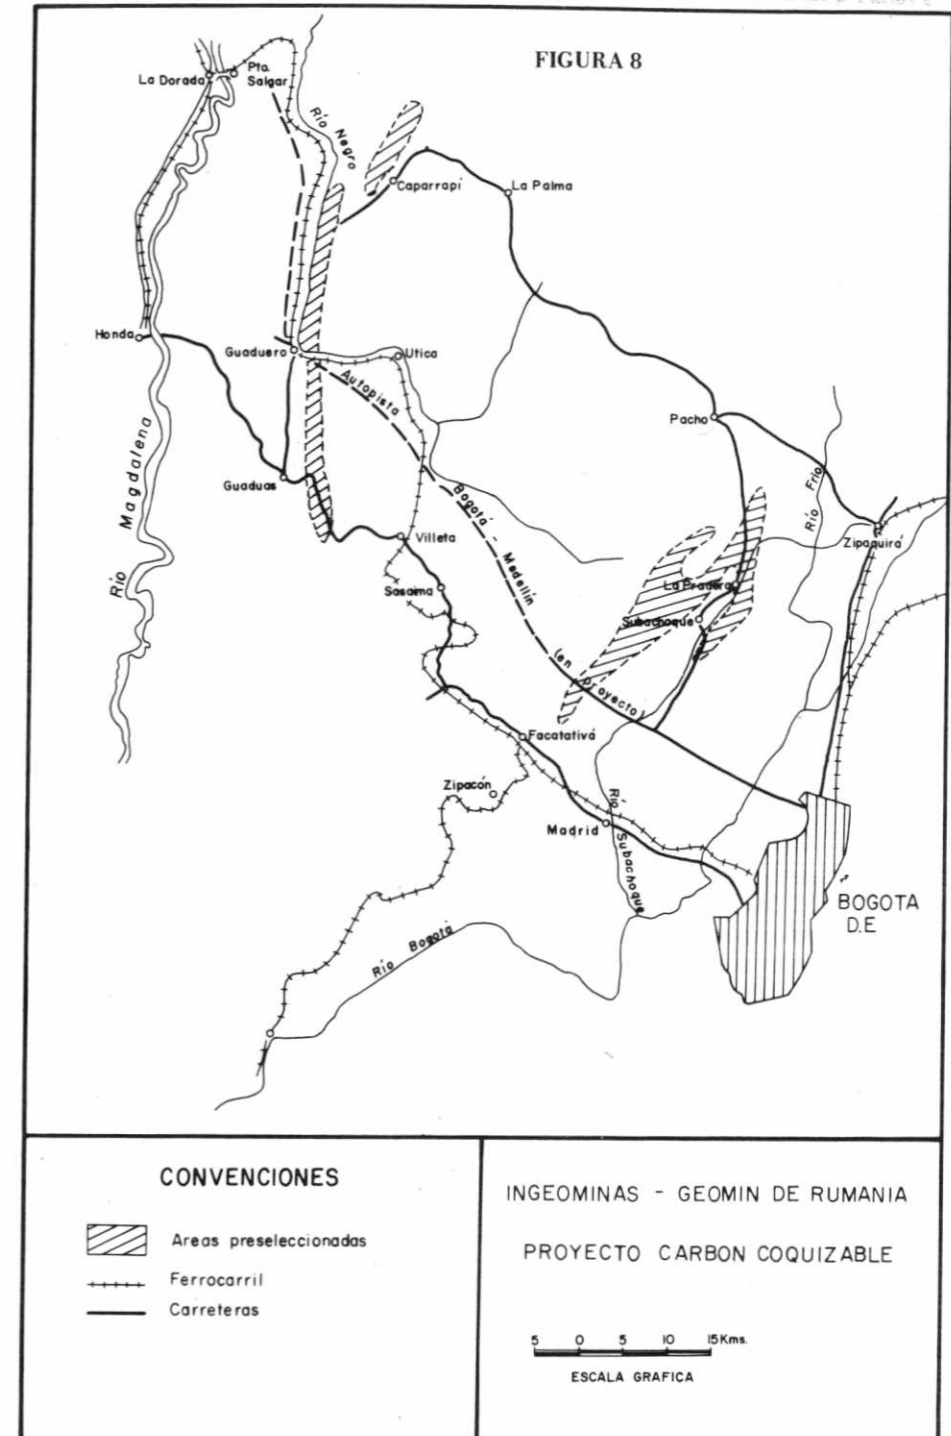 FIGURA 8
La Dorada
Pto. Salgar
Río Negro
Caparrapí
La Palma
Honda
Guaduero
Utica
Autopista
Bogotá - Medellín
(en proyecto)
Pacho
Río Magdalena
Guaduas
Villeta
Sasaima
Río Frío
Zipaquirá
La Pradera
Subachoque
Facatativá
Zipacón
Madrid
Río Subachoque
Río Bogotá
BOGOTA
D.E
CONVENCIONES
Areas preseleccionadas
Ferrocarril
Carreteras
INGEOMINAS - GEOMIN DE RUMANIA
PROYECTO CARBON COQUIZABLE
5 0 5 10 15 Kms.
ESCALA GRAFICA